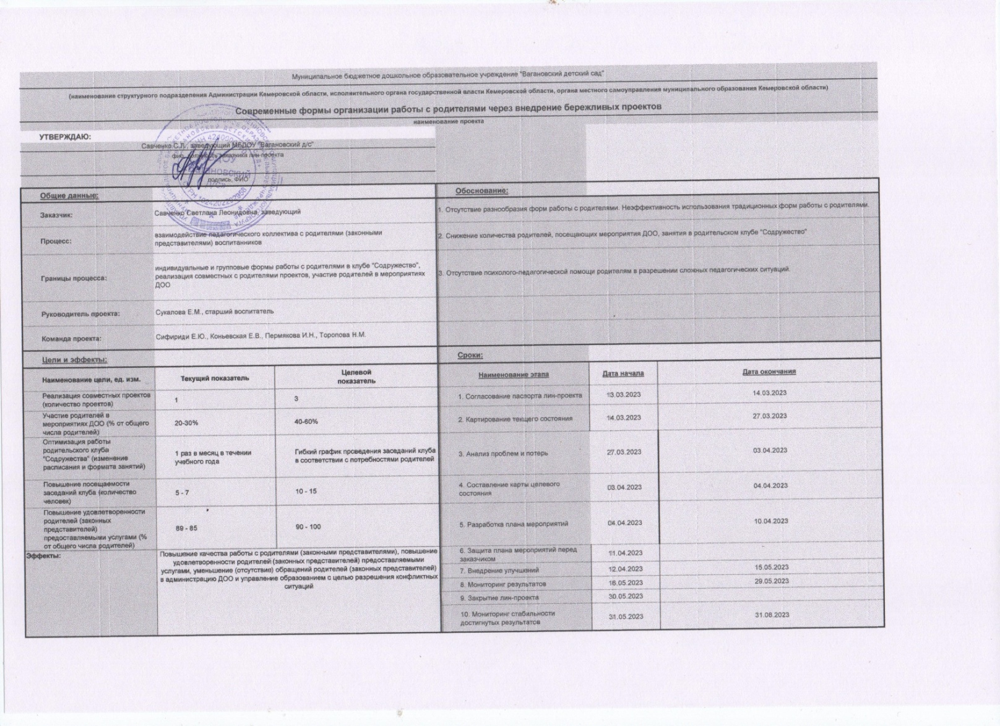 Муниципальное бюджетное дошкольное образовательное учреждение "Вагановский детский сад"
(наименование структурного подразделения Администрации Кемеровской области, исполнительного органа государственной власти Кемеровской области, органа местного самоуправления муниципального образования Кемеровской области)
Современные формы организации работы с родителями через внедрение бережливых проектов
наименование проекта
УТВЕРЖДАЮ:
Савченко С.Л., заведующий МБДОУ "Вагановский д/с"
фио, должность заказчика лин-проекта
подпись, ФИО
Общие данные:
Заказчик:
Савченко Светлана Леонидовна, заведующий
Процесс:
взаимодействие педагогического коллектива с родителями (законными
представителями) воспитанников
Границы процесса:
индивидуальные и групповые формы работы с родителями в клубе "Содружество",
реализация совместных с родителями проектов, участие родителей в мероприятиях
ДОО
Руководитель проекта:
Сукалова Е.М., старший воспитатель
Команда проекта:
Сифириди Е.Ю., Коньевская Е.В., Пермякова И.Н., Торопова Н.М.
Обоснование:
1. Отсутствие разнообразия форм работы с родителями. Неэффективность использования традиционных форм работы с родителями.
2. Снижение количества родителей, посещающих мероприятия ДОО, занятия в родительском клубе "Содружество"
3. Отсутствие психолого-педагогической помощи родителям в разрешении сложных педагогических ситуаций.
Цели и эффекты:
Наименование цели, ед. изм.
Текущий показатель
Целевой
показатель
Реализация совместных проектов
(количество проектов)
1
3
Участие родителей в
мероприятиях ДОО (% от общего
числа родителей)
20-30%
40-60%
Оптимизация работы
родительского клуба
"Содружества" (изменение
расписания и формата занятий)
1 раз в месяц в течении
учебного года
Гибкий график проведения заседаний клуба
в соответствии с потребностями родителей
Повышение посещаемости
заседаний клуба (количество
человек)
5 - 7
10 - 15
Повышение удовлетворенности
родителей (законных
представителей)
предоставляемыми услугами (%
от общего числа родителей)
89 - 85
90 - 100
Эффекты:
Повышение качества работы с родителями (законными представителями), повышение
удовлетворенности родителей (законных представителей) предоставляемыми
услугами, уменьшение (отсутствие) обращений родителей (законных представителей)
в администрацию ДОО и управление образованием с целью разрешения конфликтных
ситуаций
Сроки:
Наименование этапа
Дата начала
Дата окончания
1. Согласование паспорта лин-проекта
13.03.2023
14.03.2023
2. Картирование текщего состояния
14.03.2023
27.03.2023
3. Анализ проблем и потерь
27.03.2023
03.04.2023
4. Составление карты целевого
состояния
03.04.2023
04.04.2023
5. Разработка плана мероприятий
04.04.2023
10.04.2023
6. Защита плана мероприятий перед
заказчиком
11.04.2023
7. Внедрение улучшений
12.04.2023
15.05.2023
8. Мониторинг результатов
16.05.2023
29.05.2023
9. Закрытие лин-проекта
30.05.2023
10. Мониторинг стабильности
достигнутых результатов
31.05.2023
31.08.2023